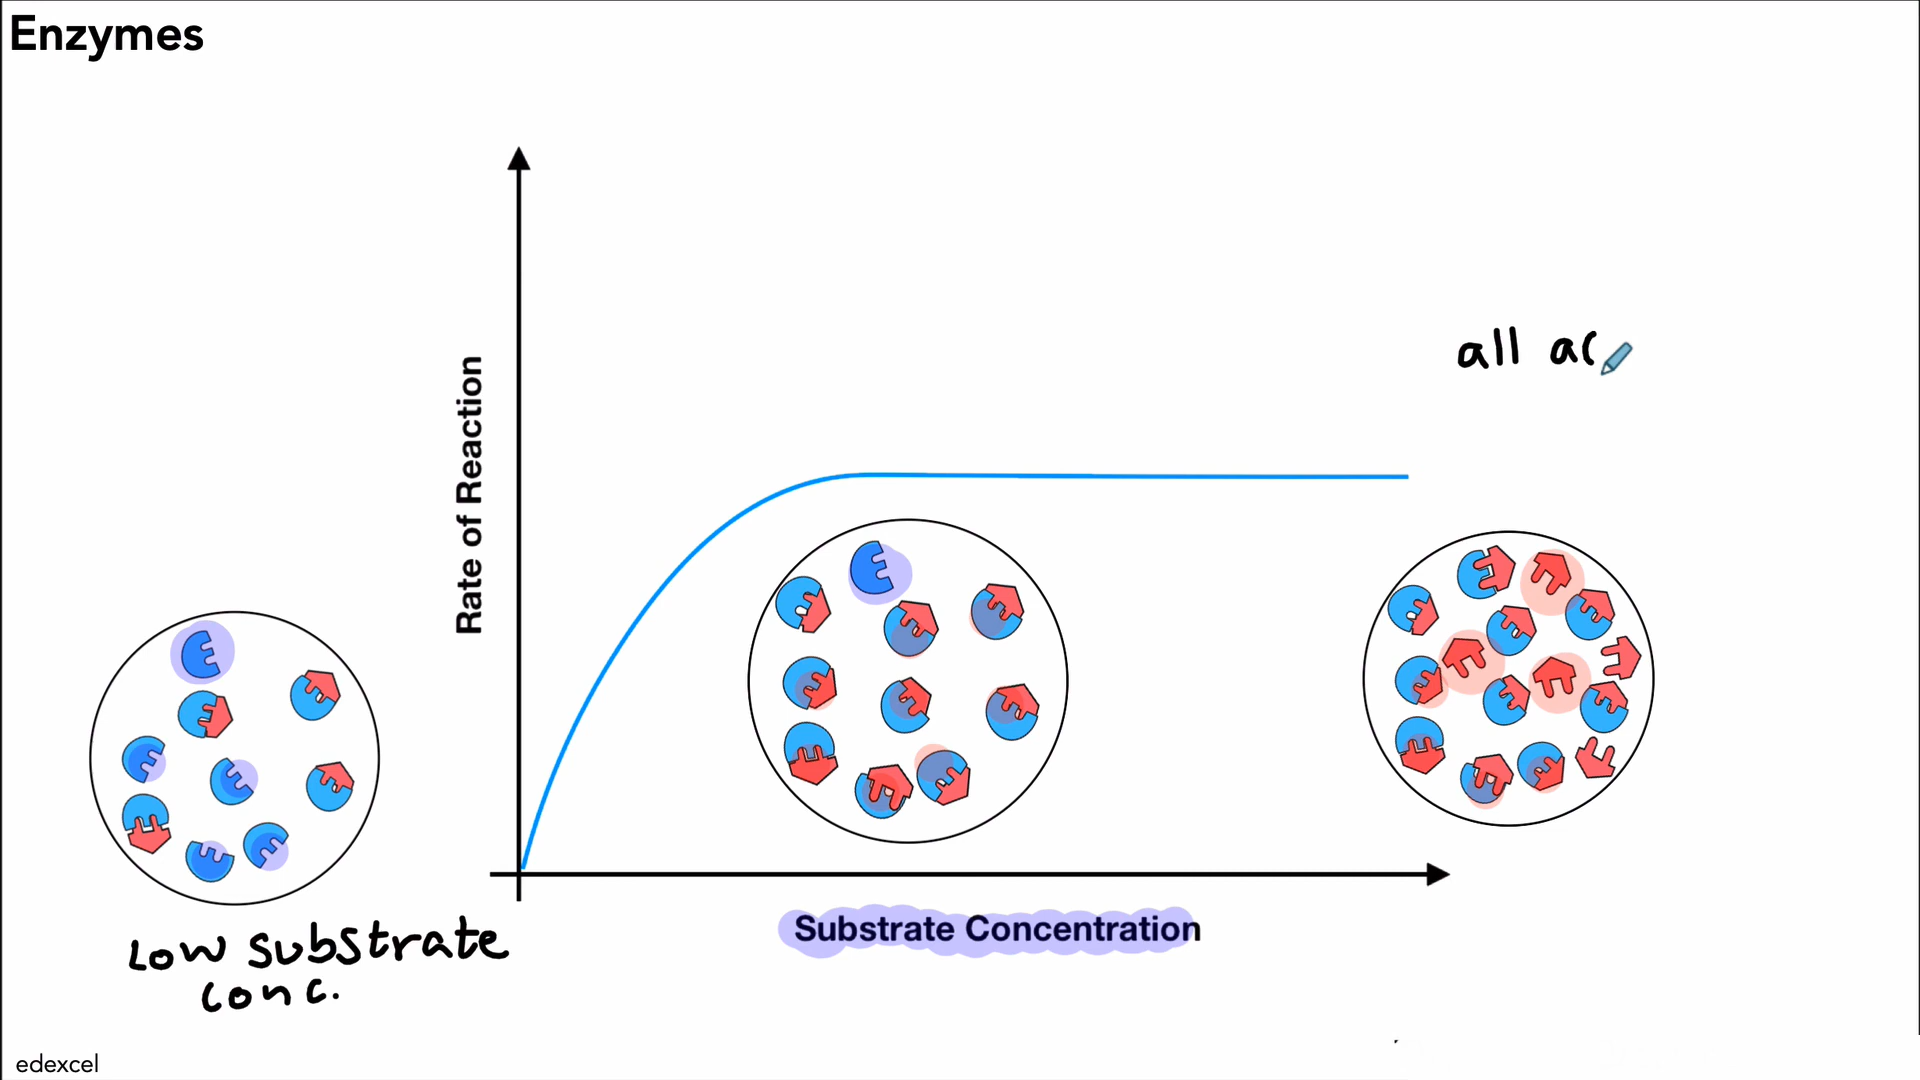 Enzymes
all ac
Rate of Reaction
Substrate Concentration
Low substrate
conc.
edexcel